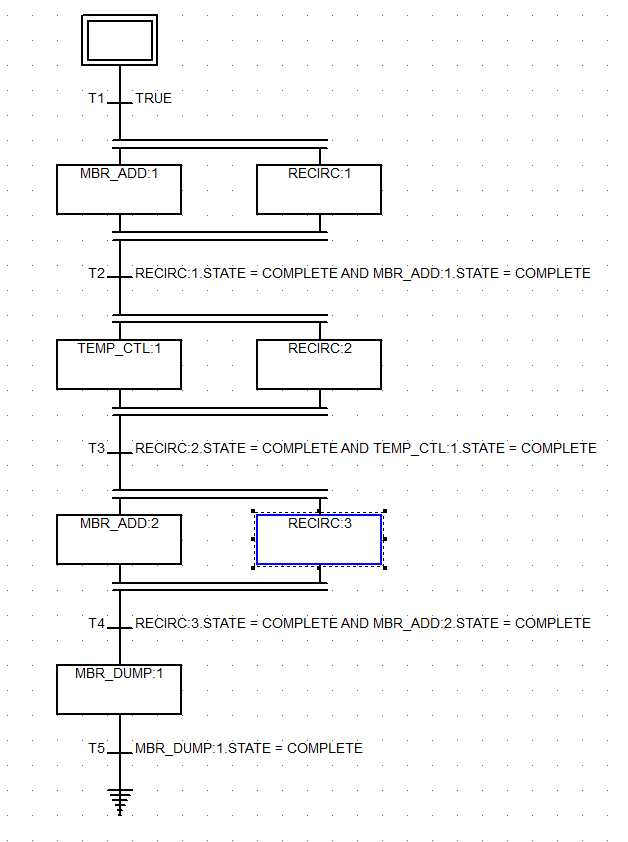 T1 TRUE
MBR_ADD:1 RECIRC:1
T2 RECIRC:1.STATE = COMPLETE AND MBR_ADD:1.STATE = COMPLETE
TEMP_CTL:1 RECIRC:2
T3 RECIRC:2.STATE = COMPLETE AND TEMP_CTL:1.STATE = COMPLETE
MBR_ADD:2 RECIRC:3
T4 RECIRC:3.STATE = COMPLETE AND MBR_ADD:2.STATE = COMPLETE
MBR_DUMP:1
T5 MBR_DUMP:1.STATE = COMPLETE